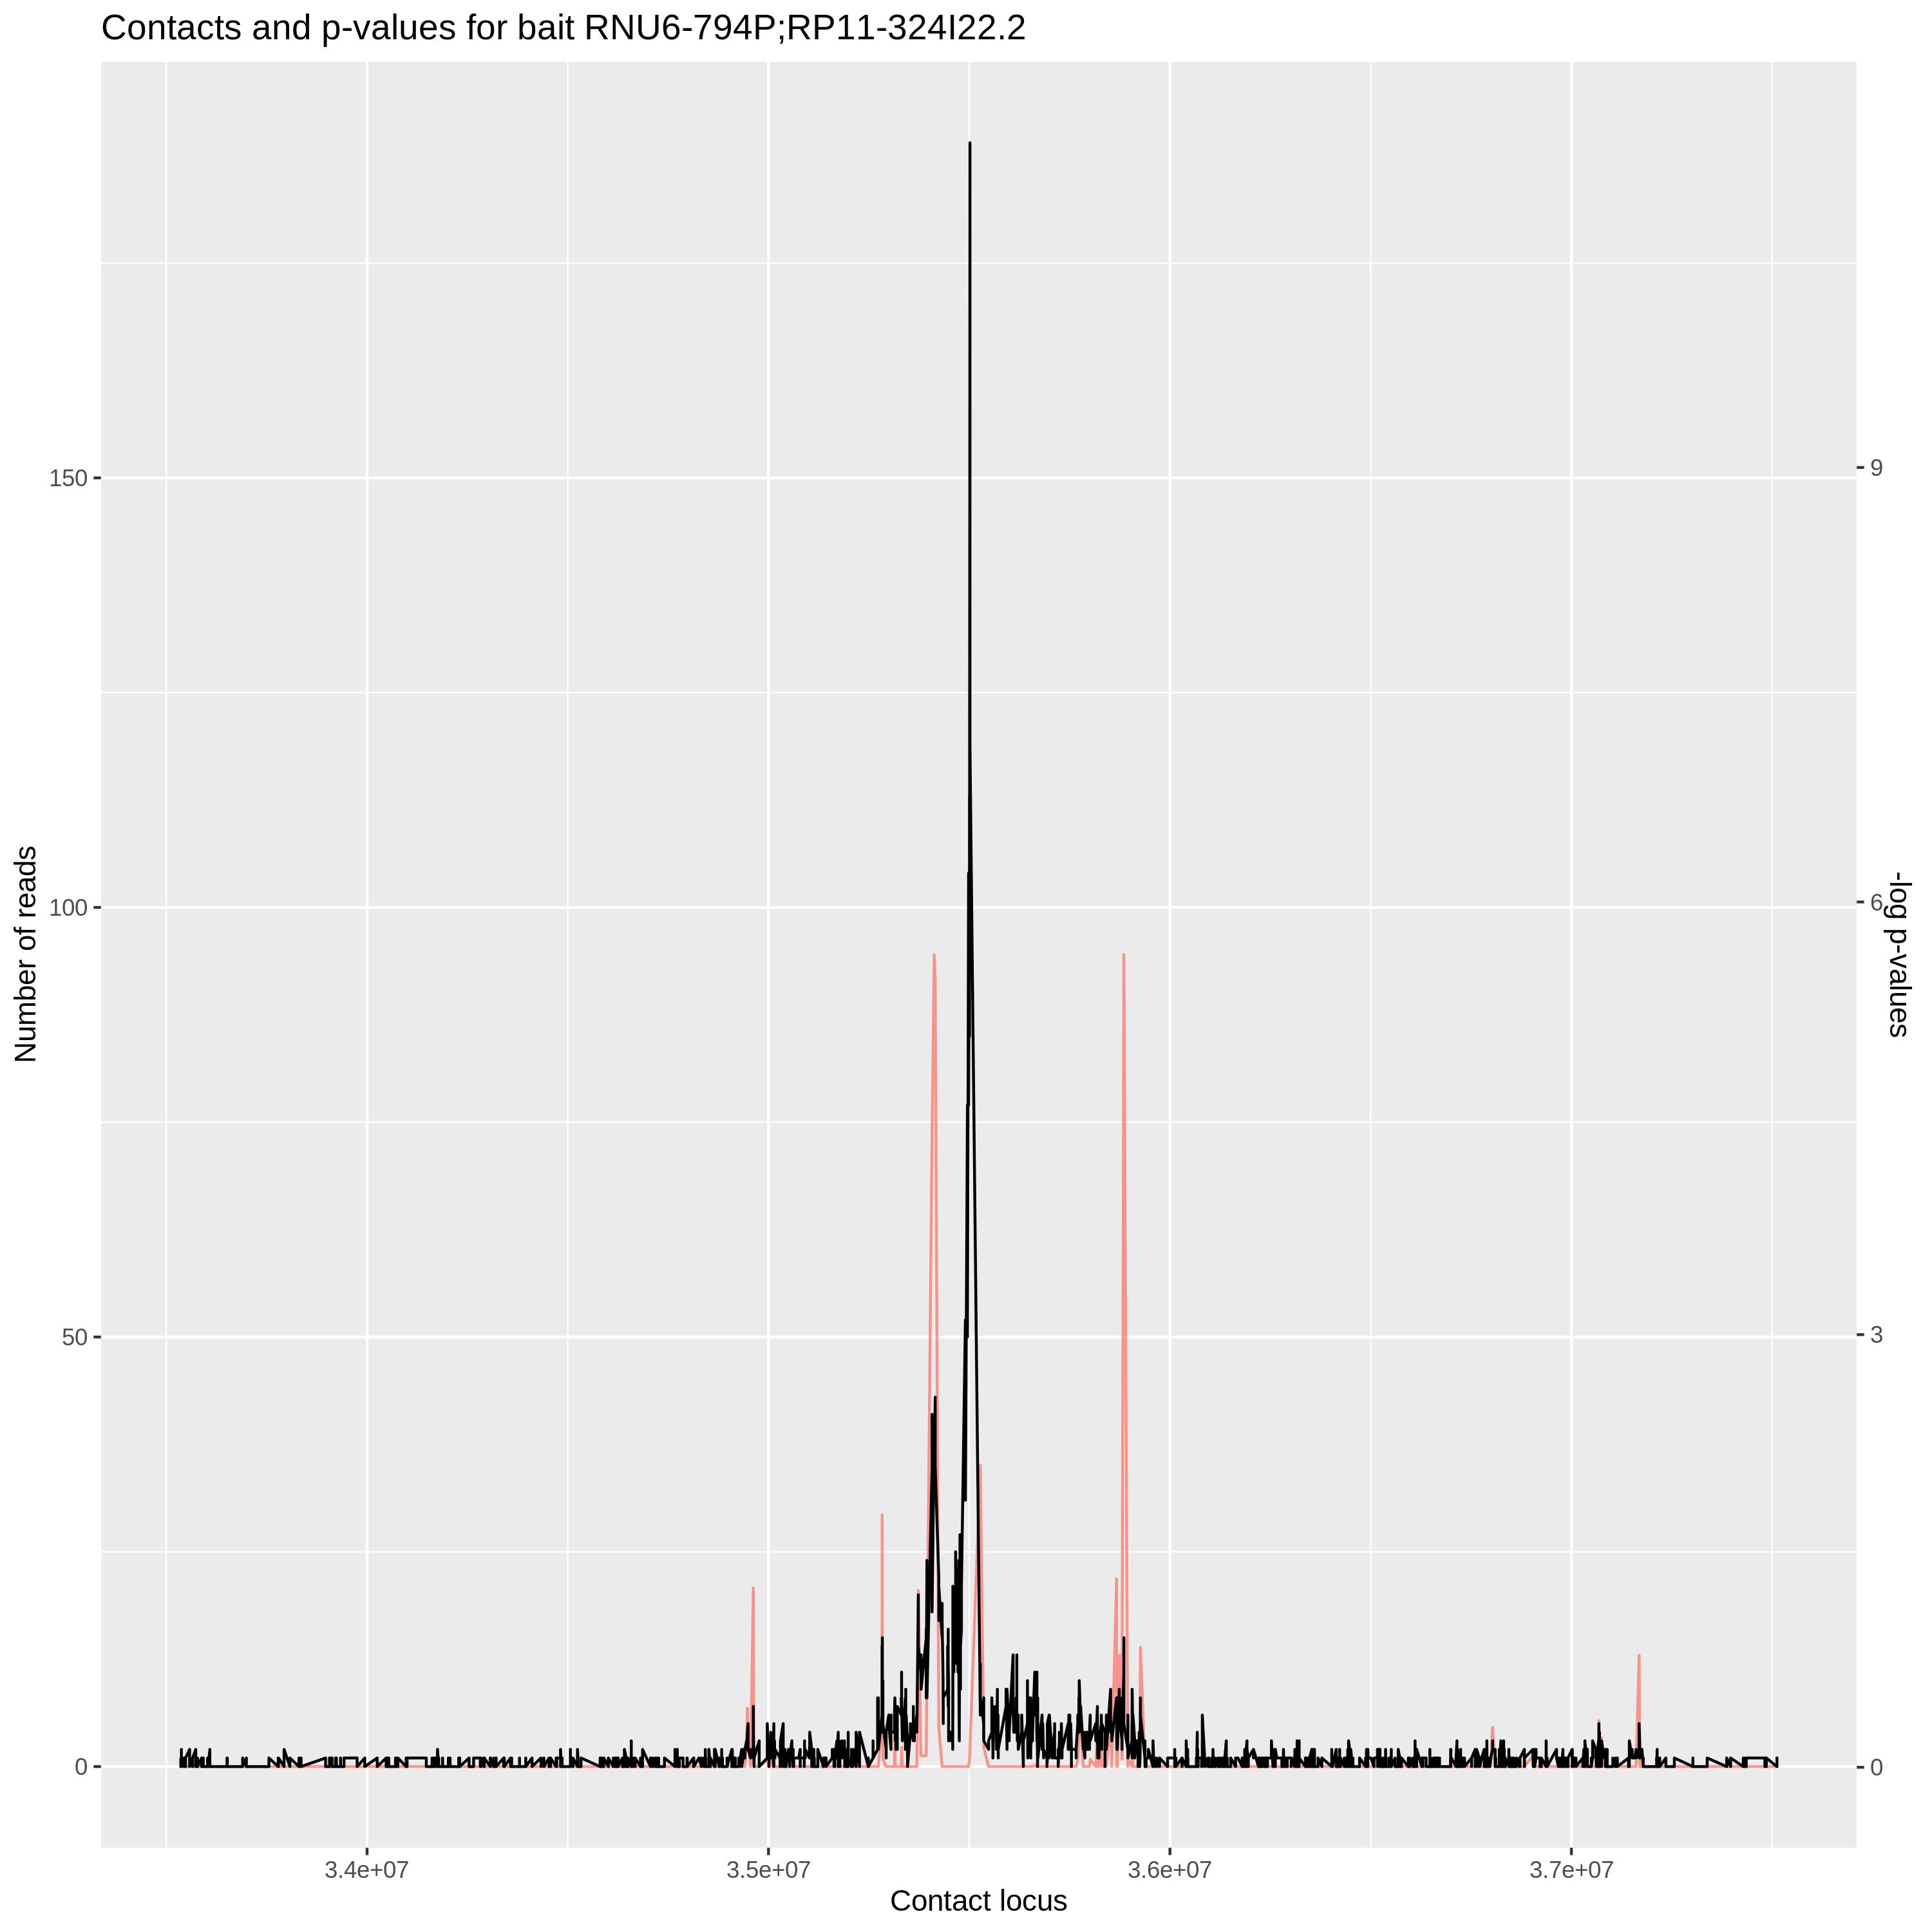 Contacts and p-values for bait RNU6-794P;RP11-324I22.2
Number of reads
150
100
50
0
9
6
3
0
-log p-values
3.4e+07
3.5e+07
3.6e+07
3.7e+07
Contact locus